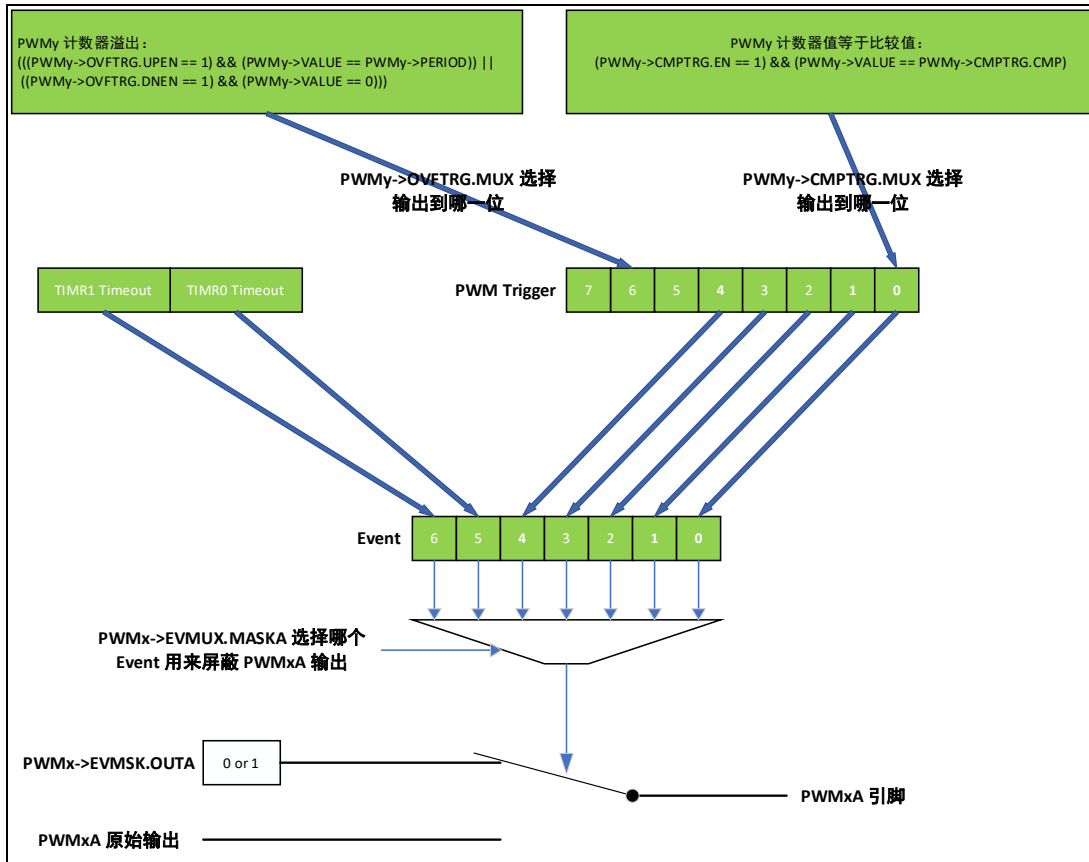 PWMy 计数器溢出：
(((PWMy->OVFTRG.UPEN == 1) && (PWMy->VALUE == PWMy->PERIOD)) ||
((PWMy->OVFTRG.DNEN == 1) && (PWMy->VALUE == 0)))
PWMy 计数器值等于比较值：
(PWMy->CMPTRG.EN == 1) && (PWMy->VALUE == PWMy->CMPTRG.CMP)
PWMy->OVFTRG.MUX 选择
输出到哪一位
PWMy->CMPTRG.MUX 选择
输出到哪一位
TIMR1 Timeout TIMR0 Timeout
PWM Trigger 7 6 5 4 3 2 1 0
Event 6 5 4 3 2 1 0
PWMx->EVMUX.MASKA 选择哪个
Event 用来屏蔽 PWMxA 输出
PWMx->EVMSK.OUTA 0 or 1
PWMxA 引脚
PWMxA 原始输出